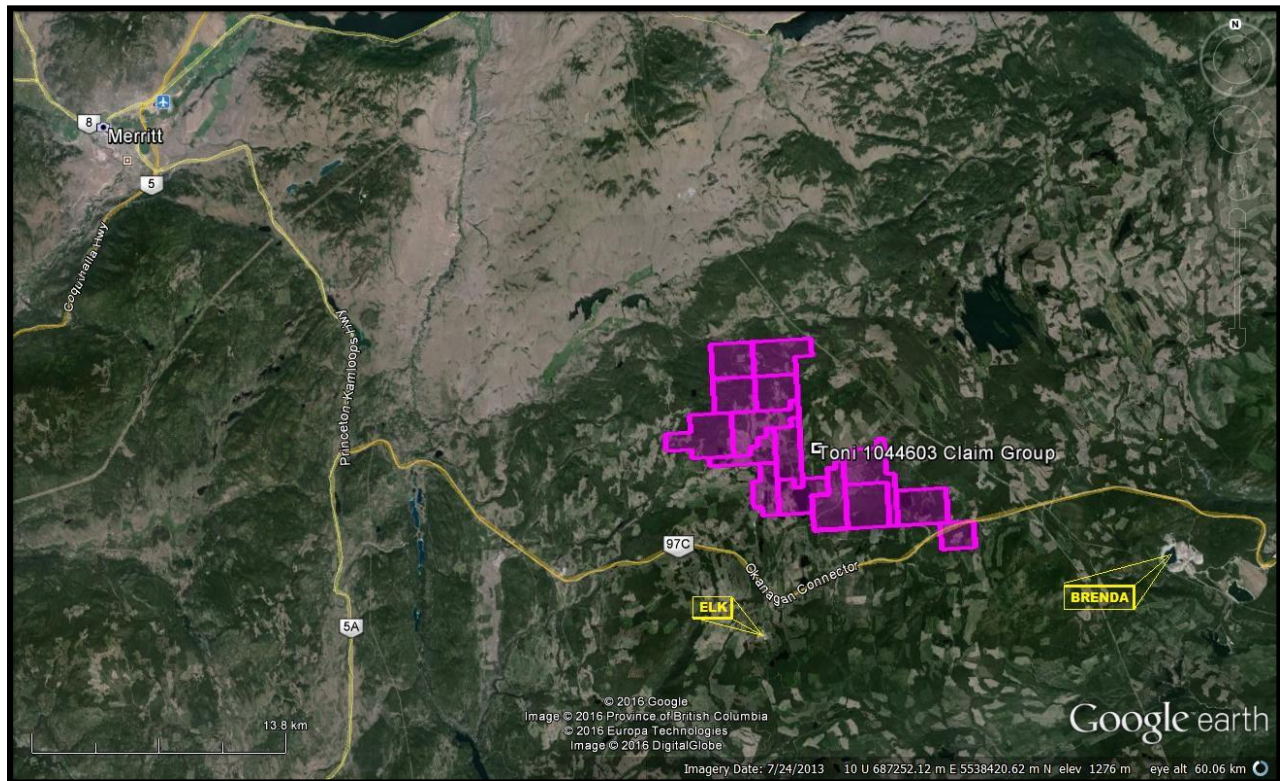 N
8
Merritt
5
Coquihalla Hwy
Princeton-Kamloops Hwy
Toni 1044603 Claim Group
97C
Okanagan Connector
ELK
BRENDA
5A
13.8 km
© 2016 Google
Image © 2016 Province of British Columbia
© 2016 Europa Technologies
Image © 2016 DigitalGlobe
Google earth
Imagery Date: 7/24/2013 10 U 687252.12 m E 5538420.62 m N elev 1276 m eye alt 60.06 km